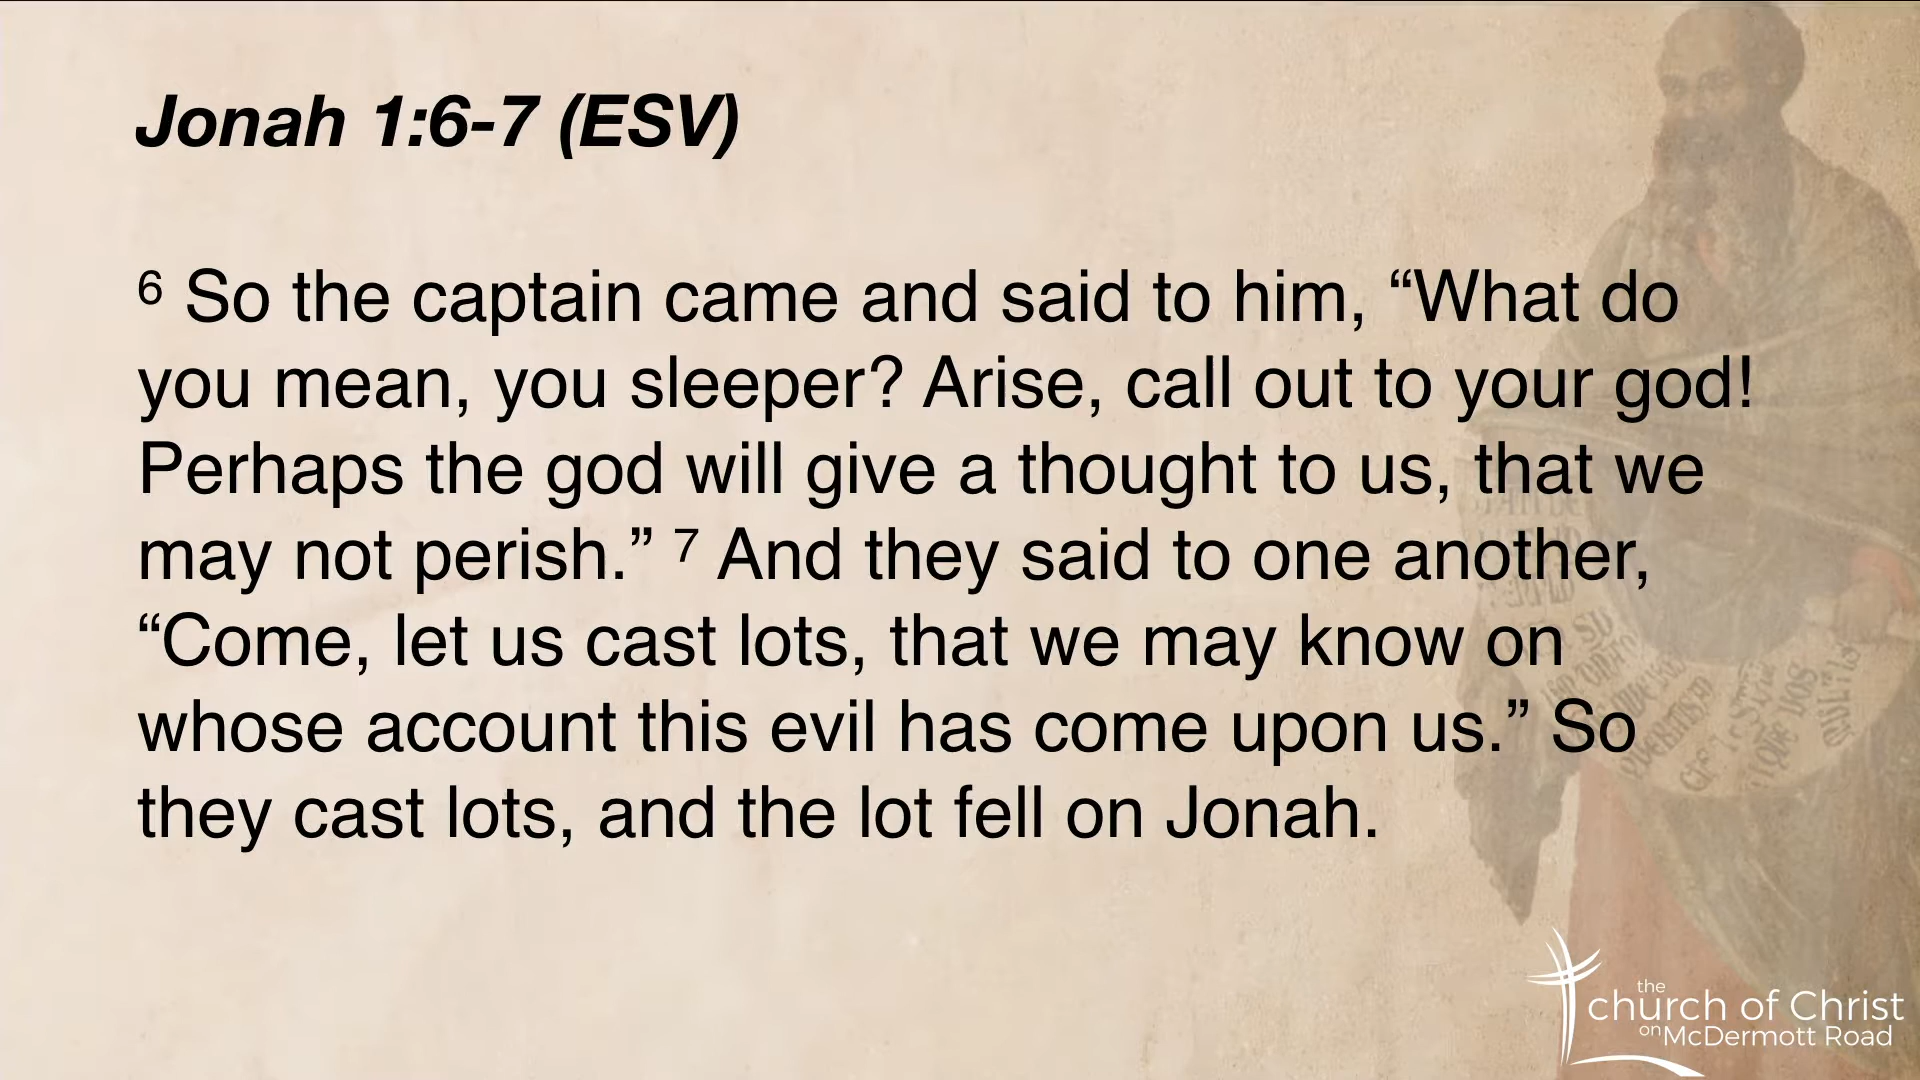 Jonah 1:6-7 (ESV)
⁶ So the captain came and said to him, “What do
you mean, you sleeper? Arise, call out to your god!
Perhaps the god will give a thought to us, that we
may not perish.” ⁷ And they said to one another,
“Come, let us cast lots, that we may know on
whose account this evil has come upon us.” So
they cast lots, and the lot fell on Jonah.
the
church of Christ
on McDermott Road